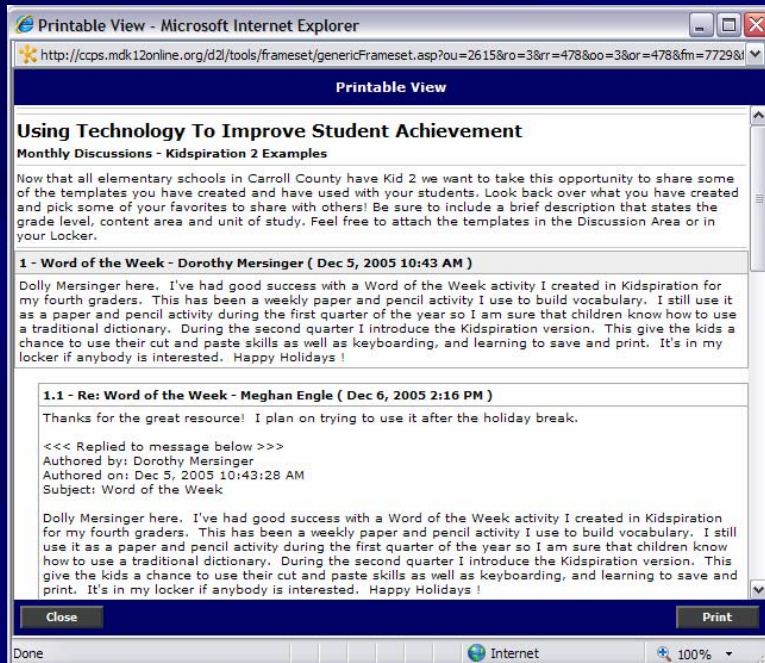 Printable View - Microsoft Internet Explorer
http://ccps.mdk12online.org/d2l/tools/frameset/genericFrameset.asp?ou=2615&ro=3&rr=478&oo=3&or=478&fm=7729&
Printable View
Using Technology To Improve Student Achievement
Monthly Discussions - Kidspiration 2 Examples
Now that all elementary schools in Carroll County have Kid 2 we want to take this opportunity to share some
of the templates you have created and have used with your students. Look back over what you have created
and pick some of your favorites to share with others! Be sure to include a brief description that states the
grade level, content area and unit of study. Feel free to attach the templates in the Discussion Area or in
your Locker.
1 - Word of the Week - Dorothy Mersinger ( Dec 5, 2005 10:43 AM )
Dolly Mersinger here. I've had good success with a Word of the Week activity I created in Kidspiration for
my fourth graders. This has been a weekly paper and pencil activity I use to build vocabulary. I still use it
as a paper and pencil activity during the first quarter of the year so I am sure that children know how to use
a traditional dictionary. During the second quarter I introduce the Kidspiration version. This give the kids a
chance to use their cut and paste skills as well as keyboarding, and learning to save and print. It's in my
locker if anybody is interested. Happy Holidays !
1.1 - Re: Word of the Week - Meghan Engle ( Dec 6, 2005 2:16 PM )
Thanks for the great resource! I plan on trying to use it after the holiday break.
<<< Replied to message below >>>
Authored by: Dorothy Mersinger
Authored on: Dec 5, 2005 10:43:28 AM
Subject: Word of the Week
Dolly Mersinger here. I've had good success with a Word of the Week activity I created in Kidspiration
for my fourth graders. This has been a weekly paper and pencil activity I use to build vocabulary. I still
use it as a paper and pencil activity during the first quarter of the year so I am sure that children know
how to use a traditional dictionary. During the second quarter I introduce the Kidspiration version. This
give the kids a chance to use their cut and paste skills as well as keyboarding, and learning to save and
print. It's in my locker if anybody is interested. Happy Holidays !
Close
Print
Done
Internet
100%